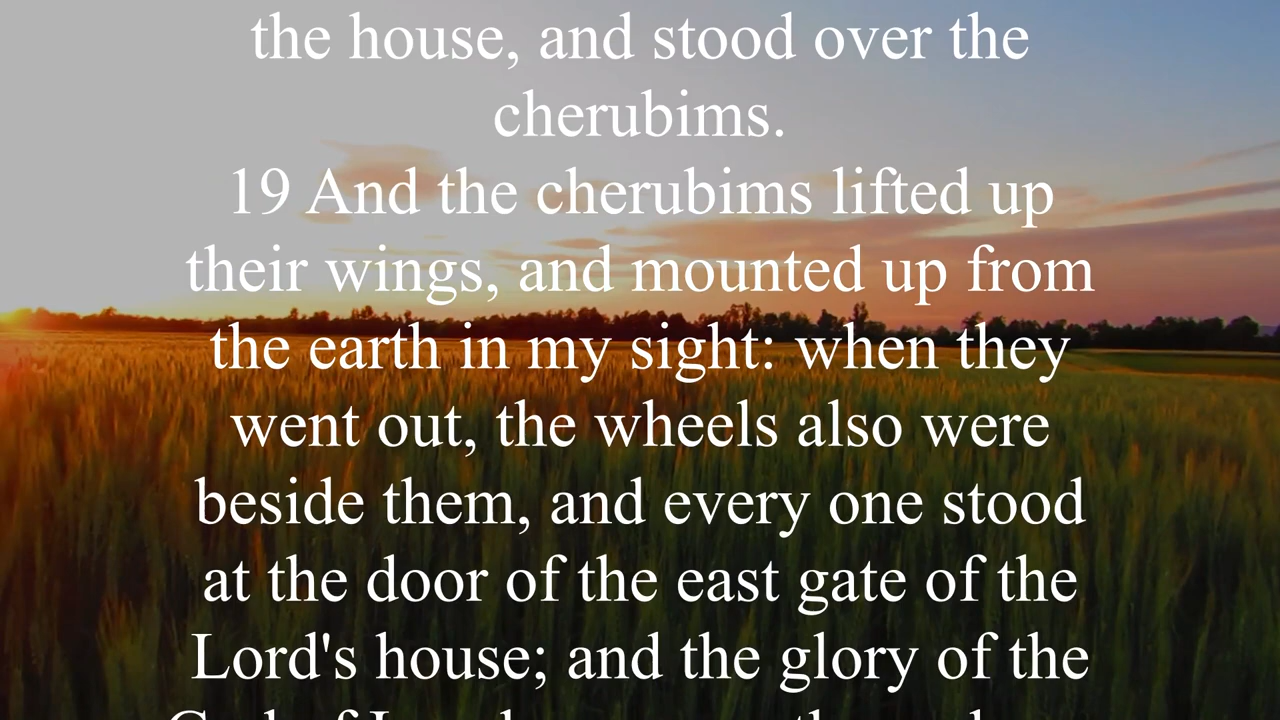 the house, and stood over the
cherubims.
19 And the cherubims lifted up
their wings, and mounted up from
the earth in my sight: when they
went out, the wheels also were
beside them, and every one stood
at the door of the east gate of the
Lord's house; and the glory of the